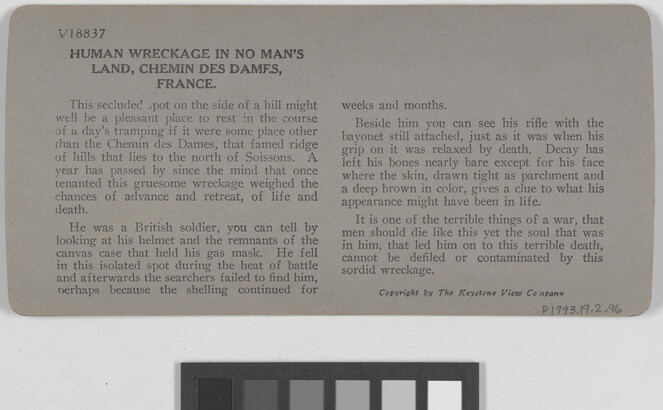 V18837
HUMAN WRECKAGE IN NO MAN'S
LAND, CHEMIN DES DAMES,
FRANCE.
This secluded spot on the side of a hill might
well be a pleasant place to rest in the course
of a day's tramping if it were some place other
than the Chemin des Dames, that famed ridge
of hills that lies to the north of Soissons. A
year has passed by since the mind that once
tenanted this gruesome wreckage weighed the
chances of advance and retreat, of life and
death.
He was a British soldier, you can tell by
looking at his helmet and the remnants of the
canvas case that held his gas mask. He fell
in this isolated spot during the heat of battle
and afterwards the searchers failed to find him,
perhaps because the shelling continued for
weeks and months.
Beside him you can see his rifle with the
bayonet still attached, just as it was when his
grip on it was relaxed by death. Decay has
left his bones nearly bare except for his face
where the skin, drawn tight as parchment and
a deep brown in color, gives a clue to what his
appearance might have been in life.
It is one of the terrible things of a war, that
men should die like this yet the soul that was
in him, that led him on to this terrible death,
cannot be defiled or contaminated by this
sordid wreckage.
Copyright by The Keystone View Company
P1993.19.2.96